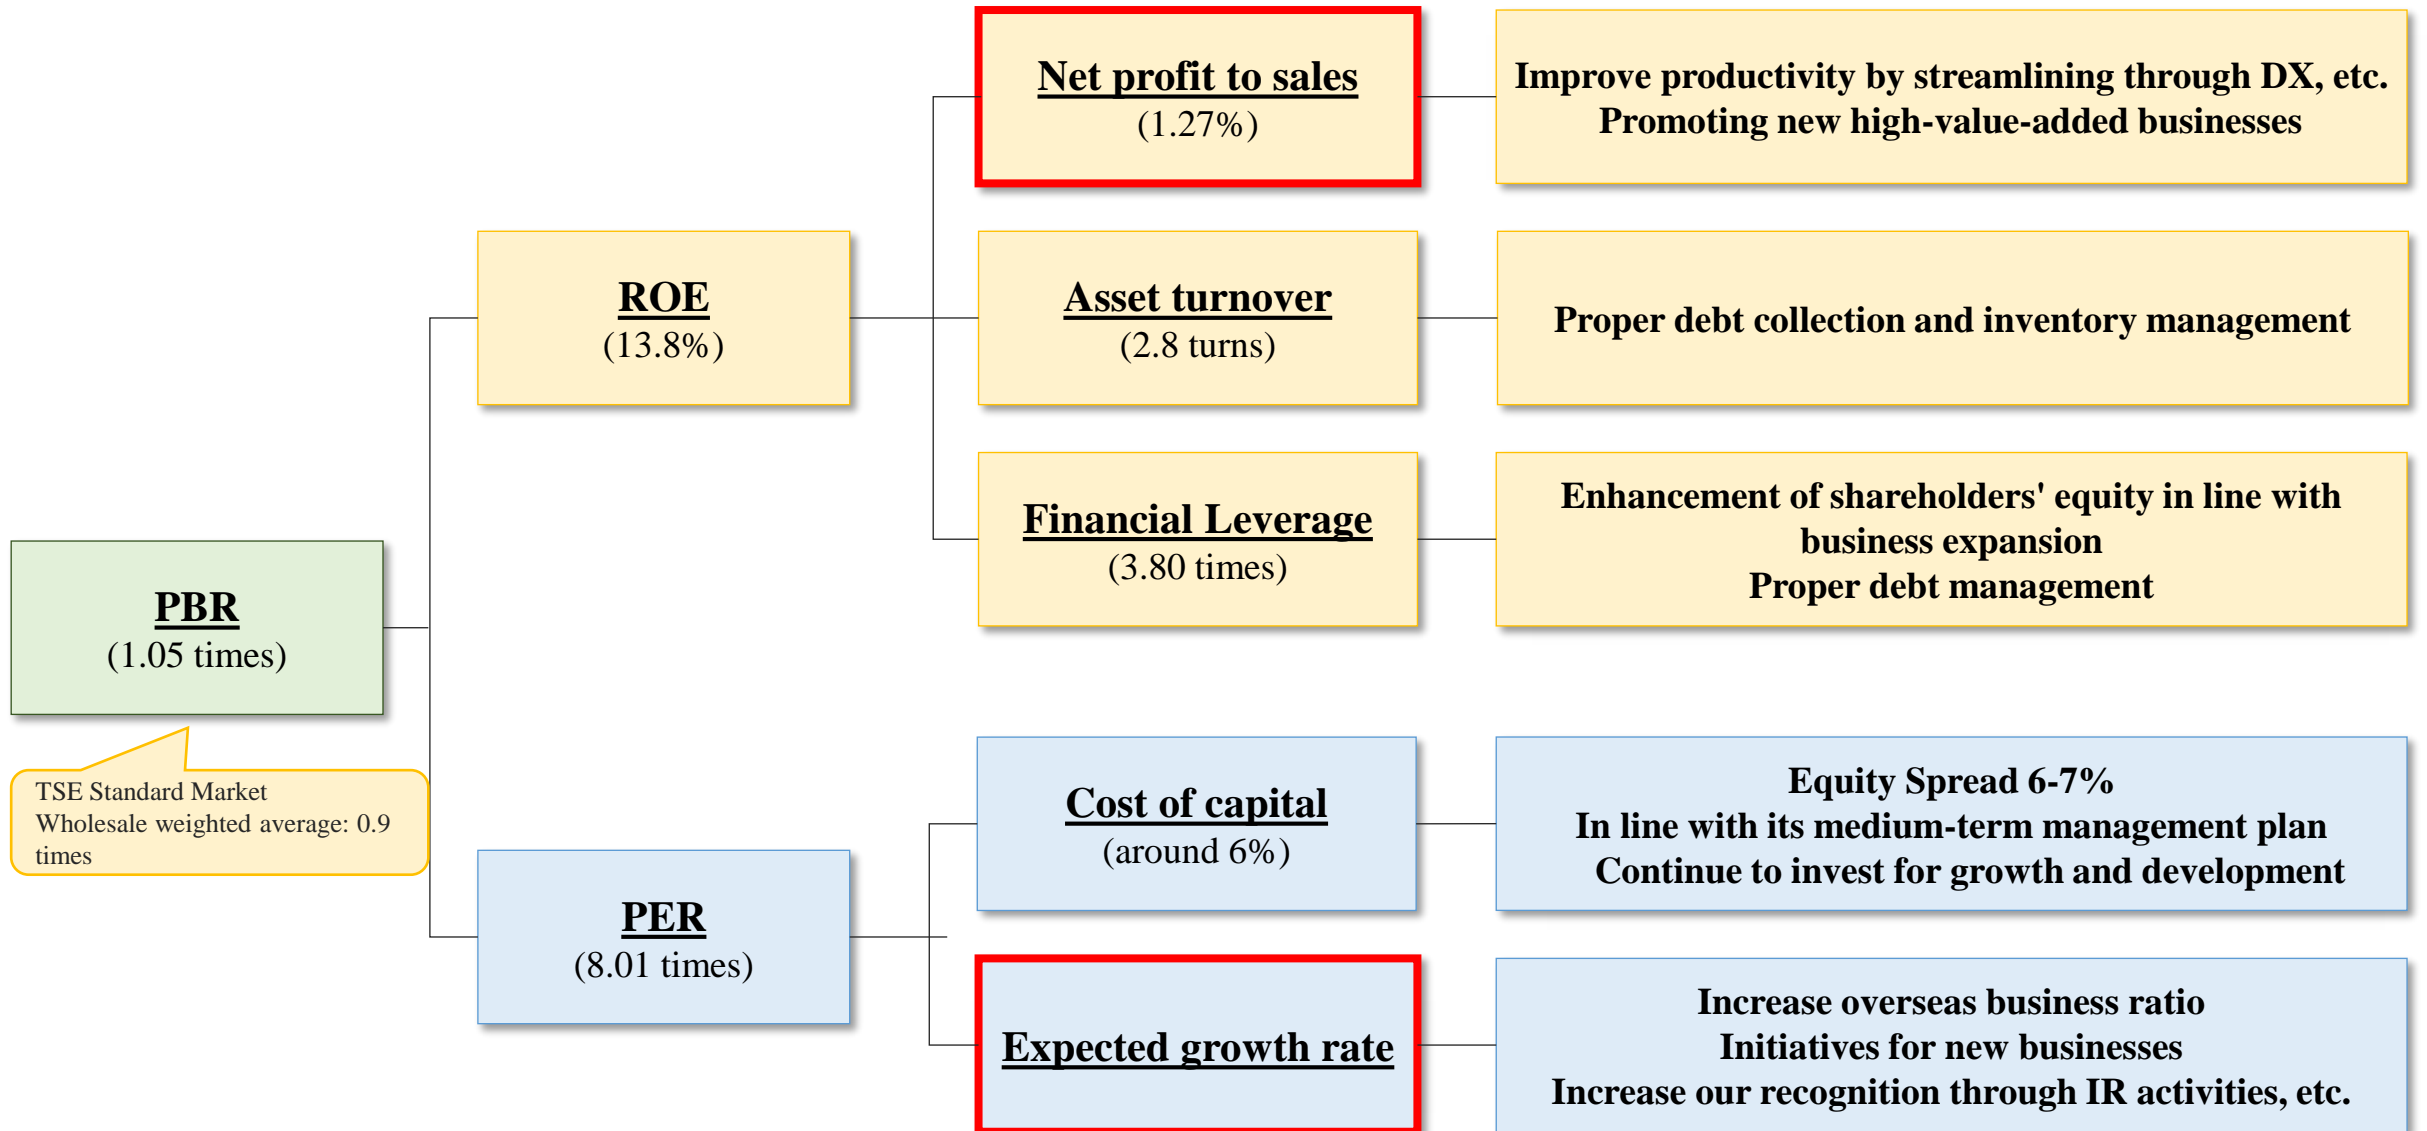 Net profit to sales
(1.27%)
Improve productivity by streamlining through DX, etc.
Promoting new high-value-added businesses
ROE
(13.8%)
Asset turnover
(2.8 turns)
Proper debt collection and inventory management
Financial Leverage
(3.80 times)
Enhancement of shareholders' equity in line with
business expansion
Proper debt management
PBR
(1.05 times)
TSE Standard Market
Wholesale weighted average: 0.9
times
Cost of capital
(around 6%)
Equity Spread 6-7%
In line with its medium-term management plan
Continue to invest for growth and development
PER
(8.01 times)
Expected growth rate
Increase overseas business ratio
Initiatives for new businesses
Increase our recognition through IR activities, etc.